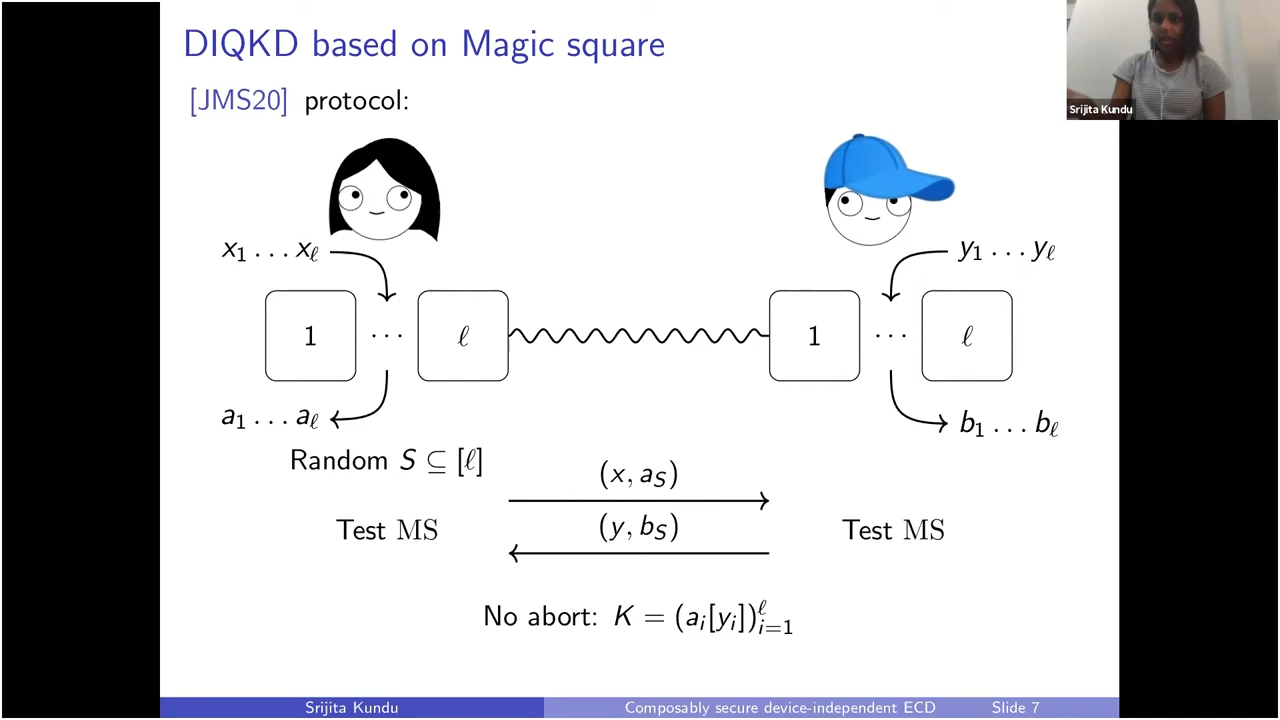 DIQKD based on Magic square
[JMS20] protocol:
Srijita Kundu
x₁ … xℓ
y₁ … yℓ
1 … ℓ
1 … ℓ
a₁ … aℓ
b₁ … bℓ
Random S ⊆ [ℓ]
(x, a_S)
Test MS
(y, b_S)
Test MS
No abort: K = (aᵢ[yᵢ])ˡᵢ₌₁
Srijita Kundu
Composably secure device-independent ECD
Slide 7